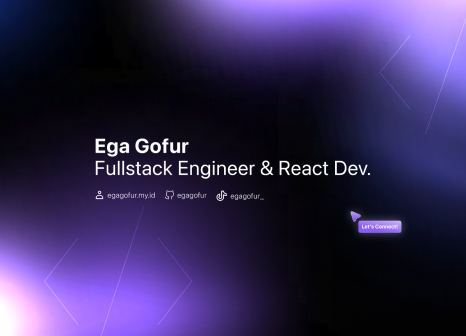 Ega Gofur
Fullstack Engineer & React Dev.
egagofur.my.id egagofur egagofur_
Let's Connect!